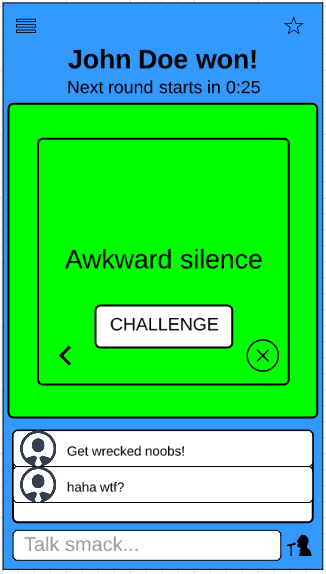 John Doe won!
Next round starts in 0:25
Awkward silence
CHALLENGE
Get wrecked noobs!
haha wtf?
Talk smack...
T